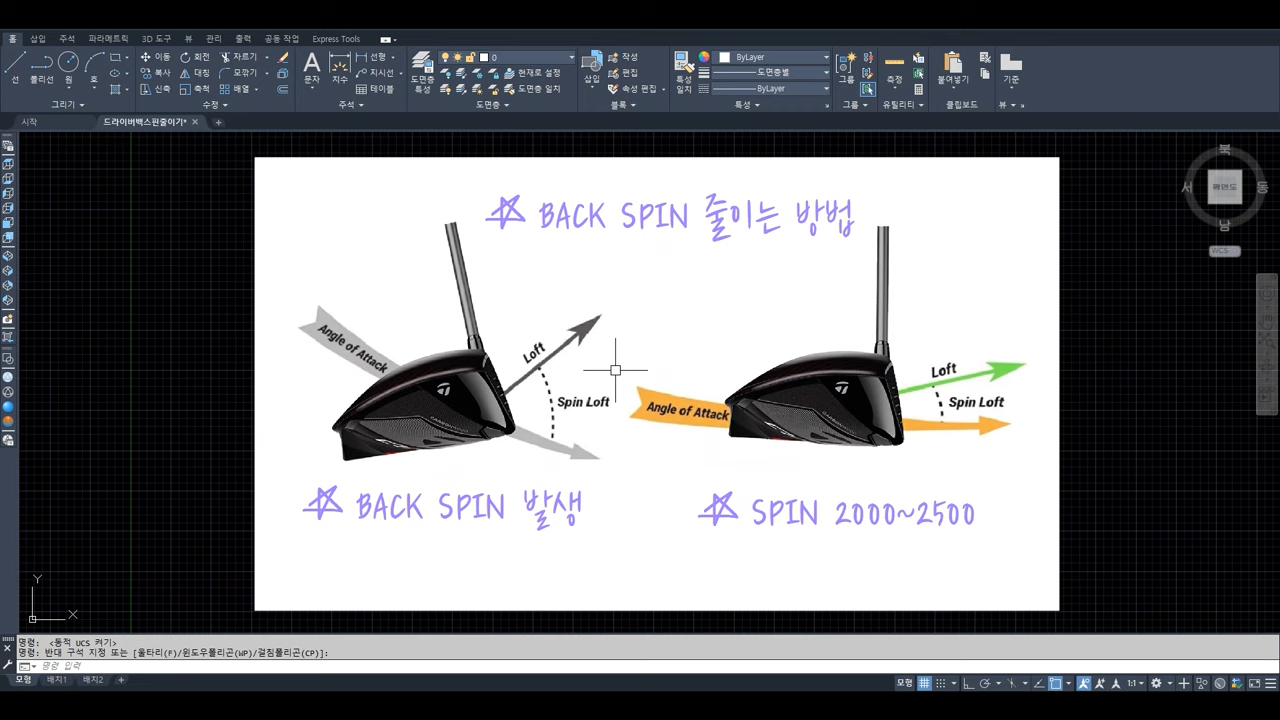 홈 삽입 주석 파라메트릭 3D 도구 뷰 관리 출력 공동 작업 Express Tools
선 폴리선 원 호
이동 회전 자르기
복사 대칭 모깎기
신축 축척 배열
문자 치수
선형
지시선
테이블
도면층 특성
0
현재로 설정
도면층 일치
삽입
작성
편집
속성 편집
특성 일치
ByLayer
도면층별
ByLayer
그룹 측정 붙여넣기 기준
그리기 수정 주석 도면층 블록 특성 그룹 유틸리티 클립보드 뷰
시작 드라이버백스핀줄이기*
북
서 평면도 동
남
WCS
BACK SPIN 줄이는 방법
Angle of Attack
Loft
Spin Loft
Angle of Attack
Loft
Spin Loft
BACK SPIN 발생
SPIN 2000~2500
Y
X
명령: <동적 UCS 켜기>
명령: 반대 구석 지정 또는 [울타리(F)/윈도우폴리곤(WP)/걸침폴리곤(CP)]:
명령 입력
모형 배치1 배치2
모형 1:1